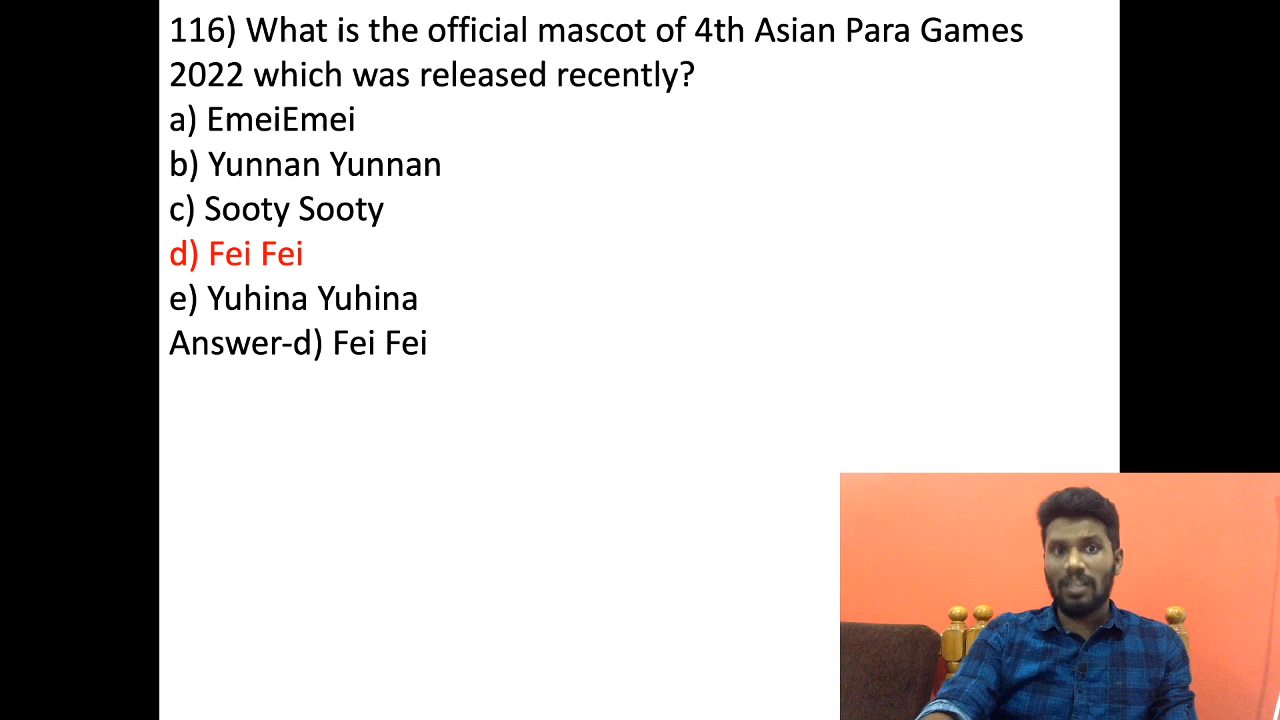 116) What is the official mascot of 4th Asian Para Games
2022 which was released recently?
a) EmeiEmei
b) Yunnan Yunnan
c) Sooty Sooty
d) Fei Fei
e) Yuhina Yuhina
Answer-d) Fei Fei